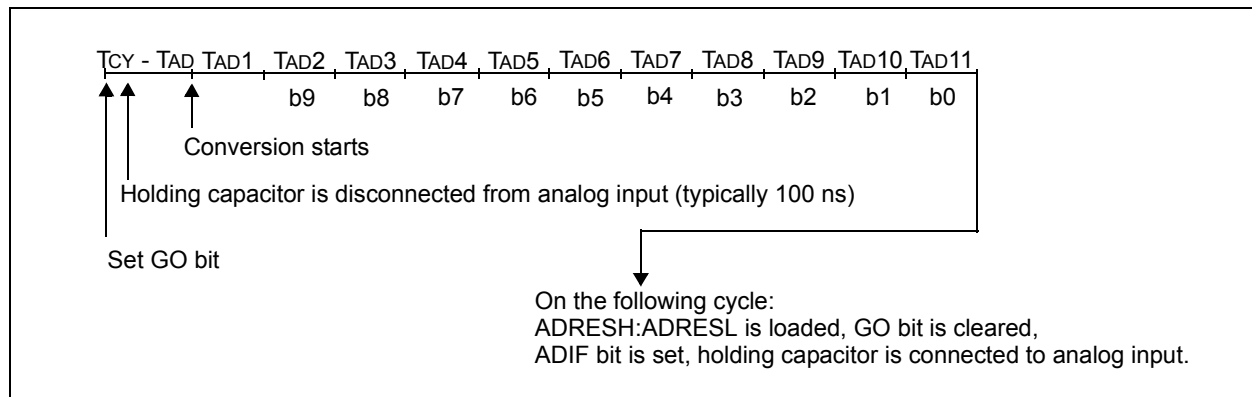 TCY - TAD TAD1 TAD2 TAD3 TAD4 TAD5 TAD6 TAD7 TAD8 TAD9 TAD10 TAD11
b9 b8 b7 b6 b5 b4 b3 b2 b1 b0
Conversion starts
Holding capacitor is disconnected from analog input (typically 100 ns)
Set GO bit
On the following cycle:
ADRESH:ADRESL is loaded, GO bit is cleared,
ADIF bit is set, holding capacitor is connected to analog input.